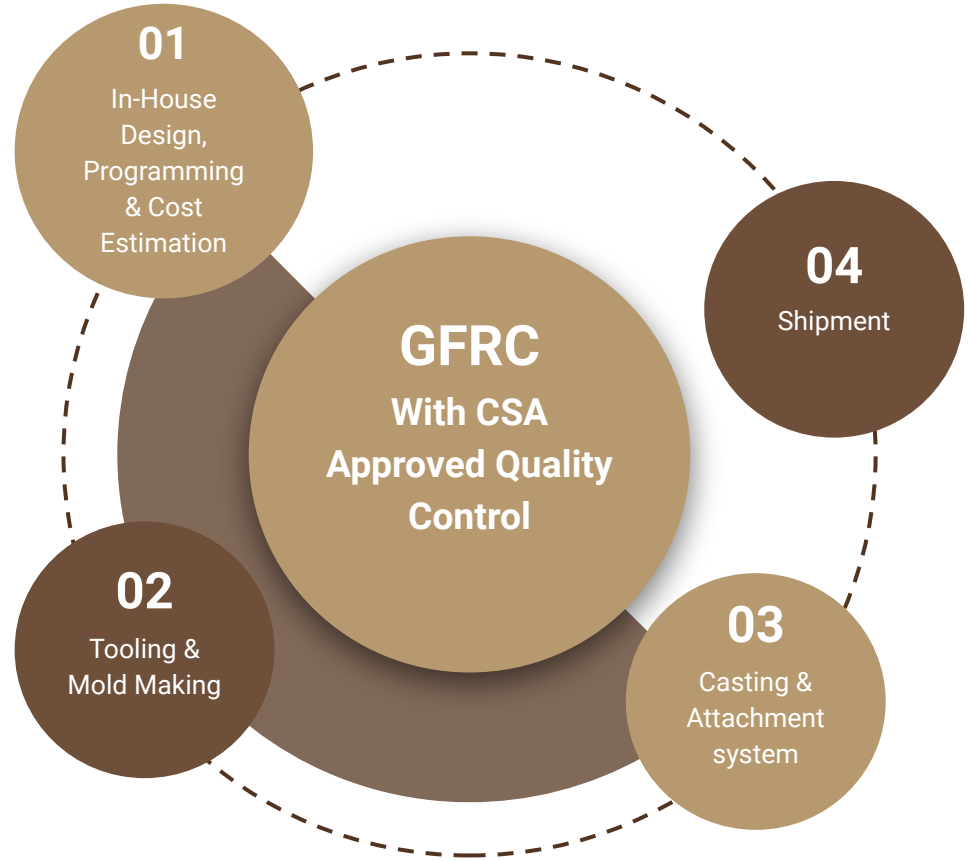 01
In-House
Design,
Programming
& Cost
Estimation
GFRC
With CSA
Approved Quality
Control
02
Tooling &
Mold Making
03
Casting &
Attachment
system
04
Shipment